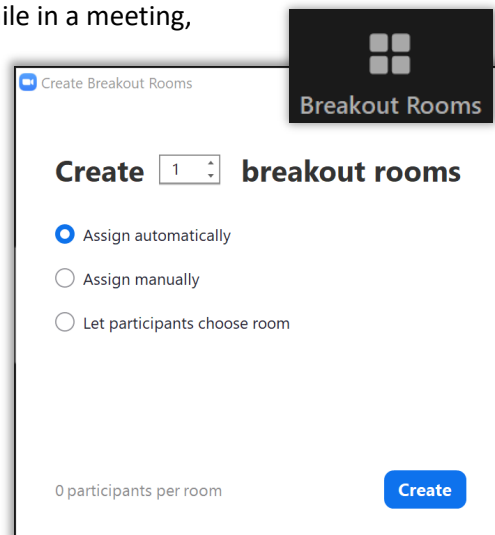 ile in a meeting,
Breakout Rooms
Create Breakout Rooms
Create 1 breakout rooms
Assign automatically
Assign manually
Let participants choose room
0 participants per room
Create